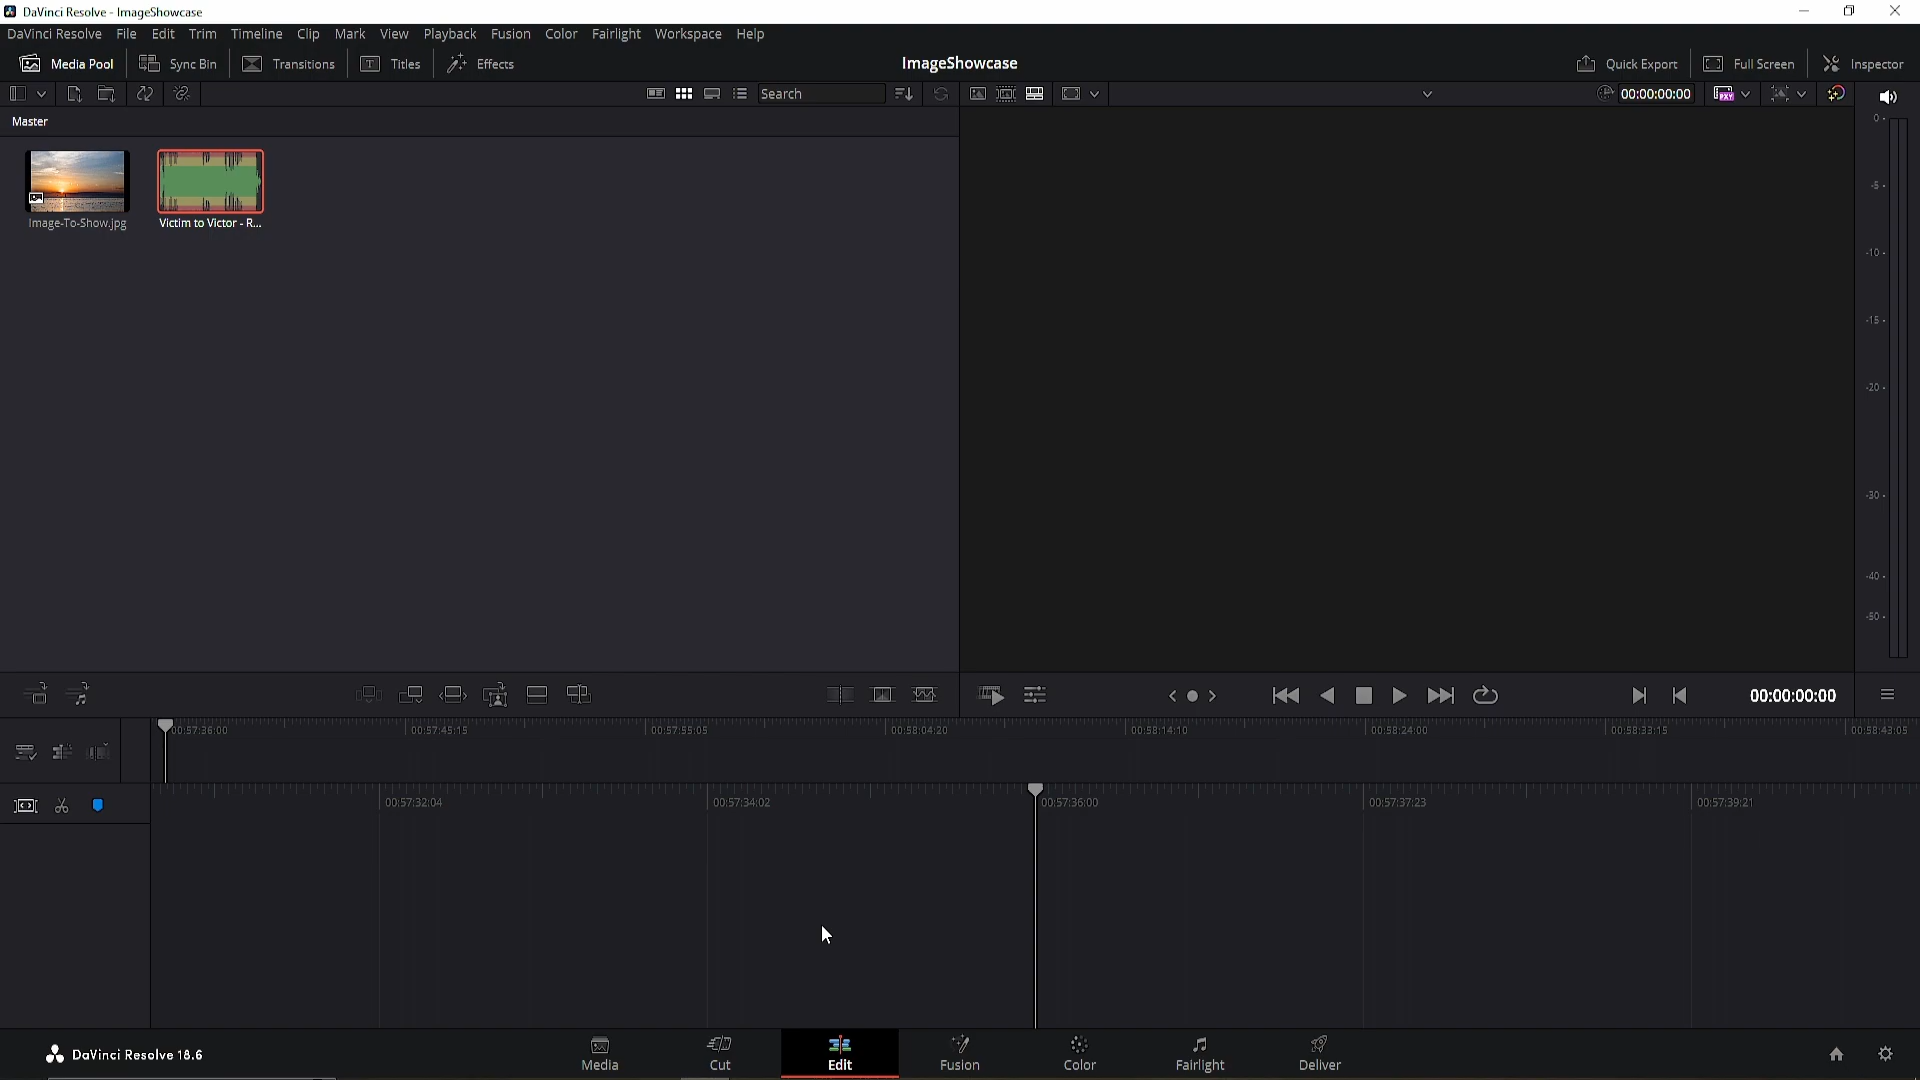 DaVinci Resolve - ImageShowcase
DaVinci Resolve File Edit Trim Timeline Clip Mark View Playback Fusion Color Fairlight Workspace Help
Media Pool Sync Bin Transitions Titles Effects ImageShowcase Quick Export Full Screen Inspector
Search 00:00:00:00
Master
0
-5
-10
-15
-20
-30
-40
-50
Image-To-Show.jpg Victim to Victor - R...
00:00:00:00
00:57:36:00 00:57:45:15 00:57:55:05 00:58:04:20 00:58:14:10 00:58:24:00 00:58:33:15 00:58:43:05
00:57:32:04 00:57:34:02 00:57:36:00 00:57:37:23 00:57:39:21
DaVinci Resolve 18.6
Media Cut Edit Fusion Color Fairlight Deliver